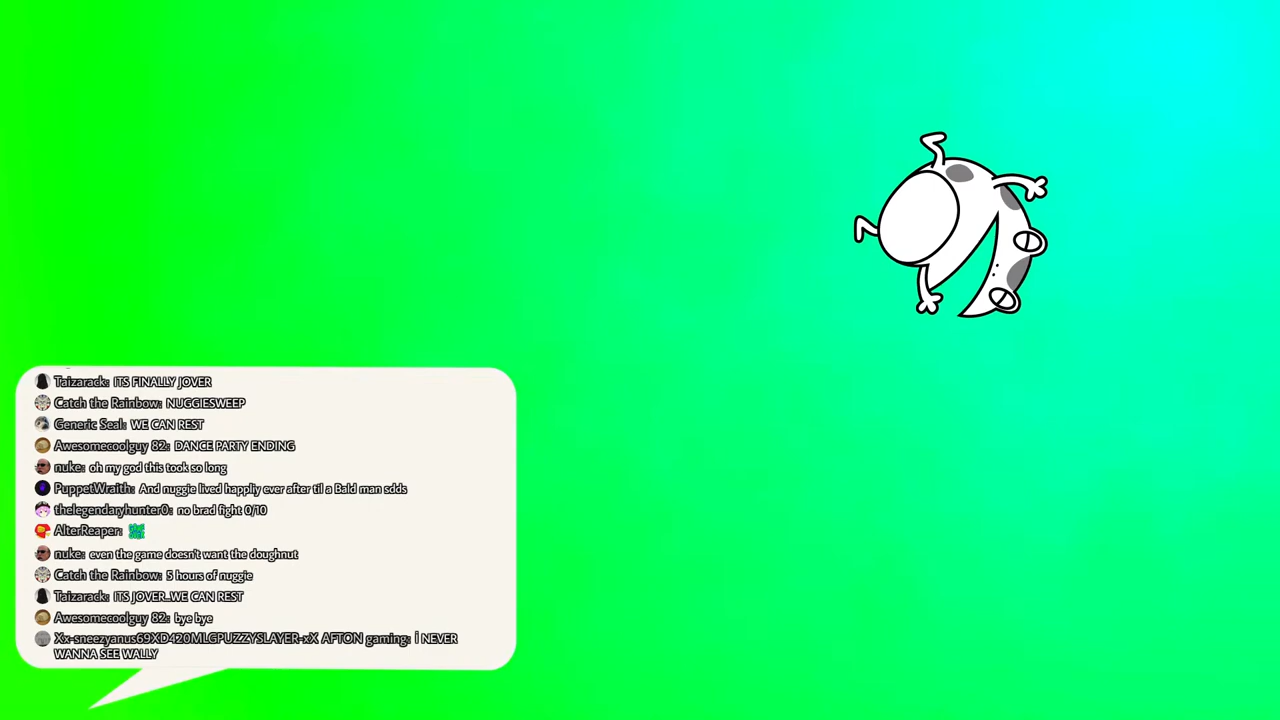 Taizarack: ITS FINALLY JOVER
Catch the Rainbow: NUGGIESWEEP
Generic Seal: WE CAN REST
Awesomecoolguy 82: DANCE PARTY ENDING
nuke: oh my god this took so long
PuppetWraith: And nuggie lived happliy ever after til a Bald man sdds
thelegendaryhunter0: no brad fight 0/10
AlterReaper:
nuke: even the game doesn't want the doughnut
Catch the Rainbow: 5 hours of nuggie
Taizarack: ITS JOVER...WE CAN REST
Awesomecoolguy 82: bye bye
Xx-sneezyanus69XD420MLGPUZZYSLAYER-xX AFTON gaming: İ NEVER
WANNA SEE WALLY